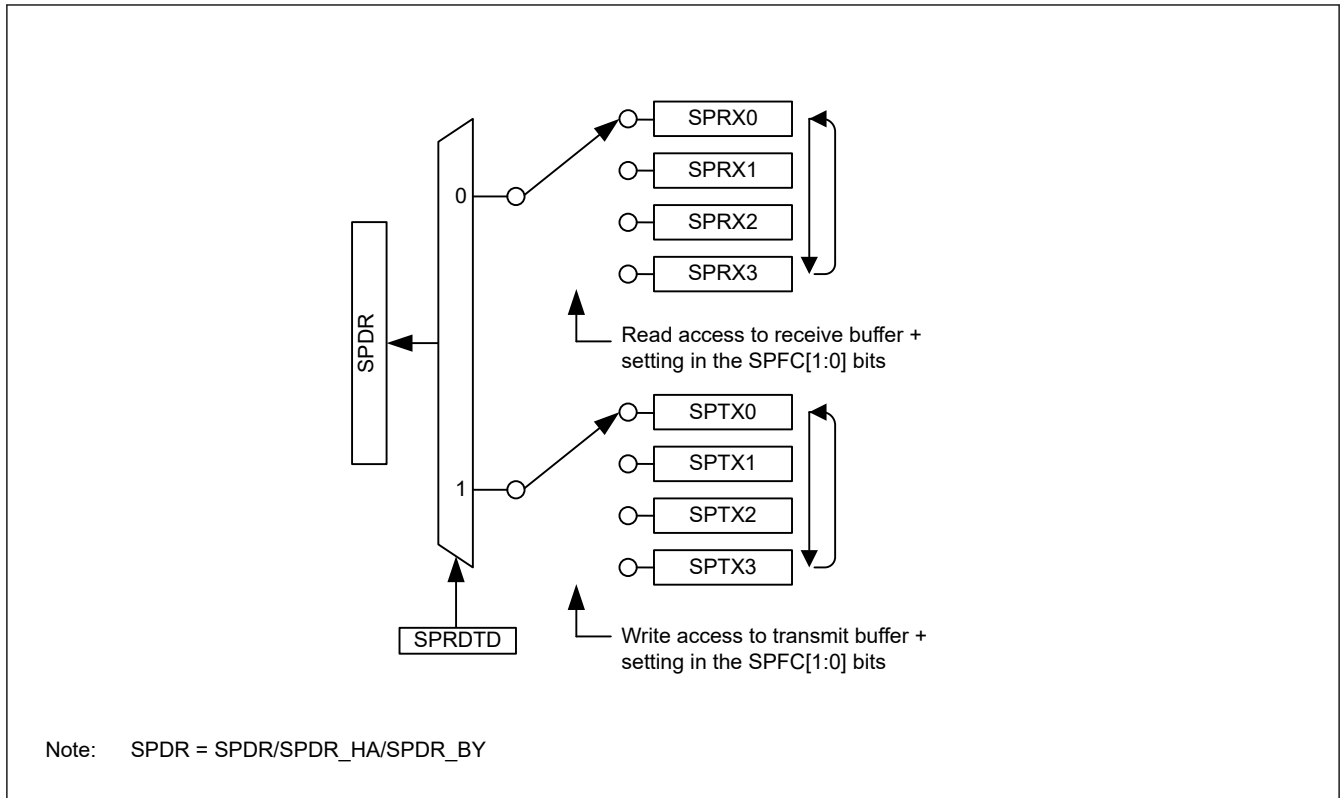 SPRX0
SPRX1
0
SPRX2
SPRX3
SPDR
Read access to receive buffer +
setting in the SPFC[1:0] bits
SPTX0
SPTX1
1
SPTX2
SPTX3
SPRDTD
Write access to transmit buffer +
setting in the SPFC[1:0] bits
Note: SPDR = SPDR/SPDR_HA/SPDR_BY